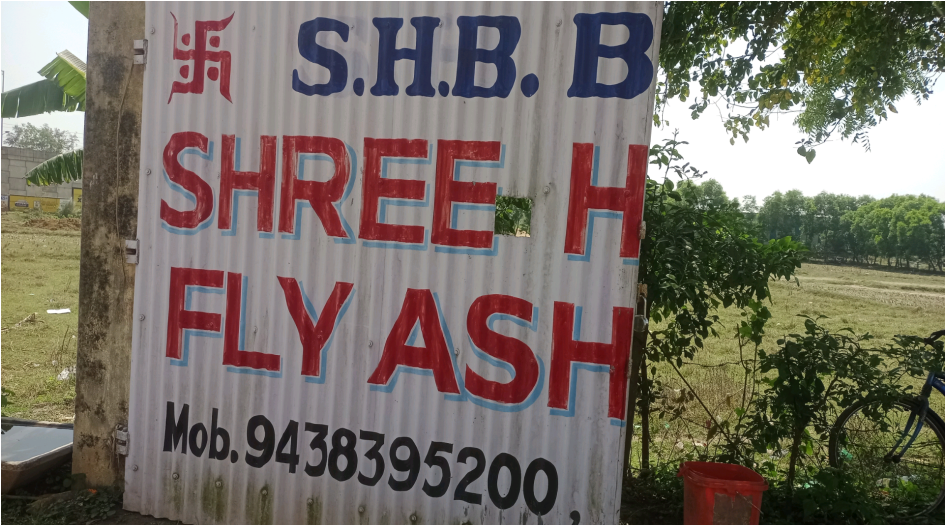 S.H.B. B
SHREE H
FLY ASH
Mob. 9438395200,